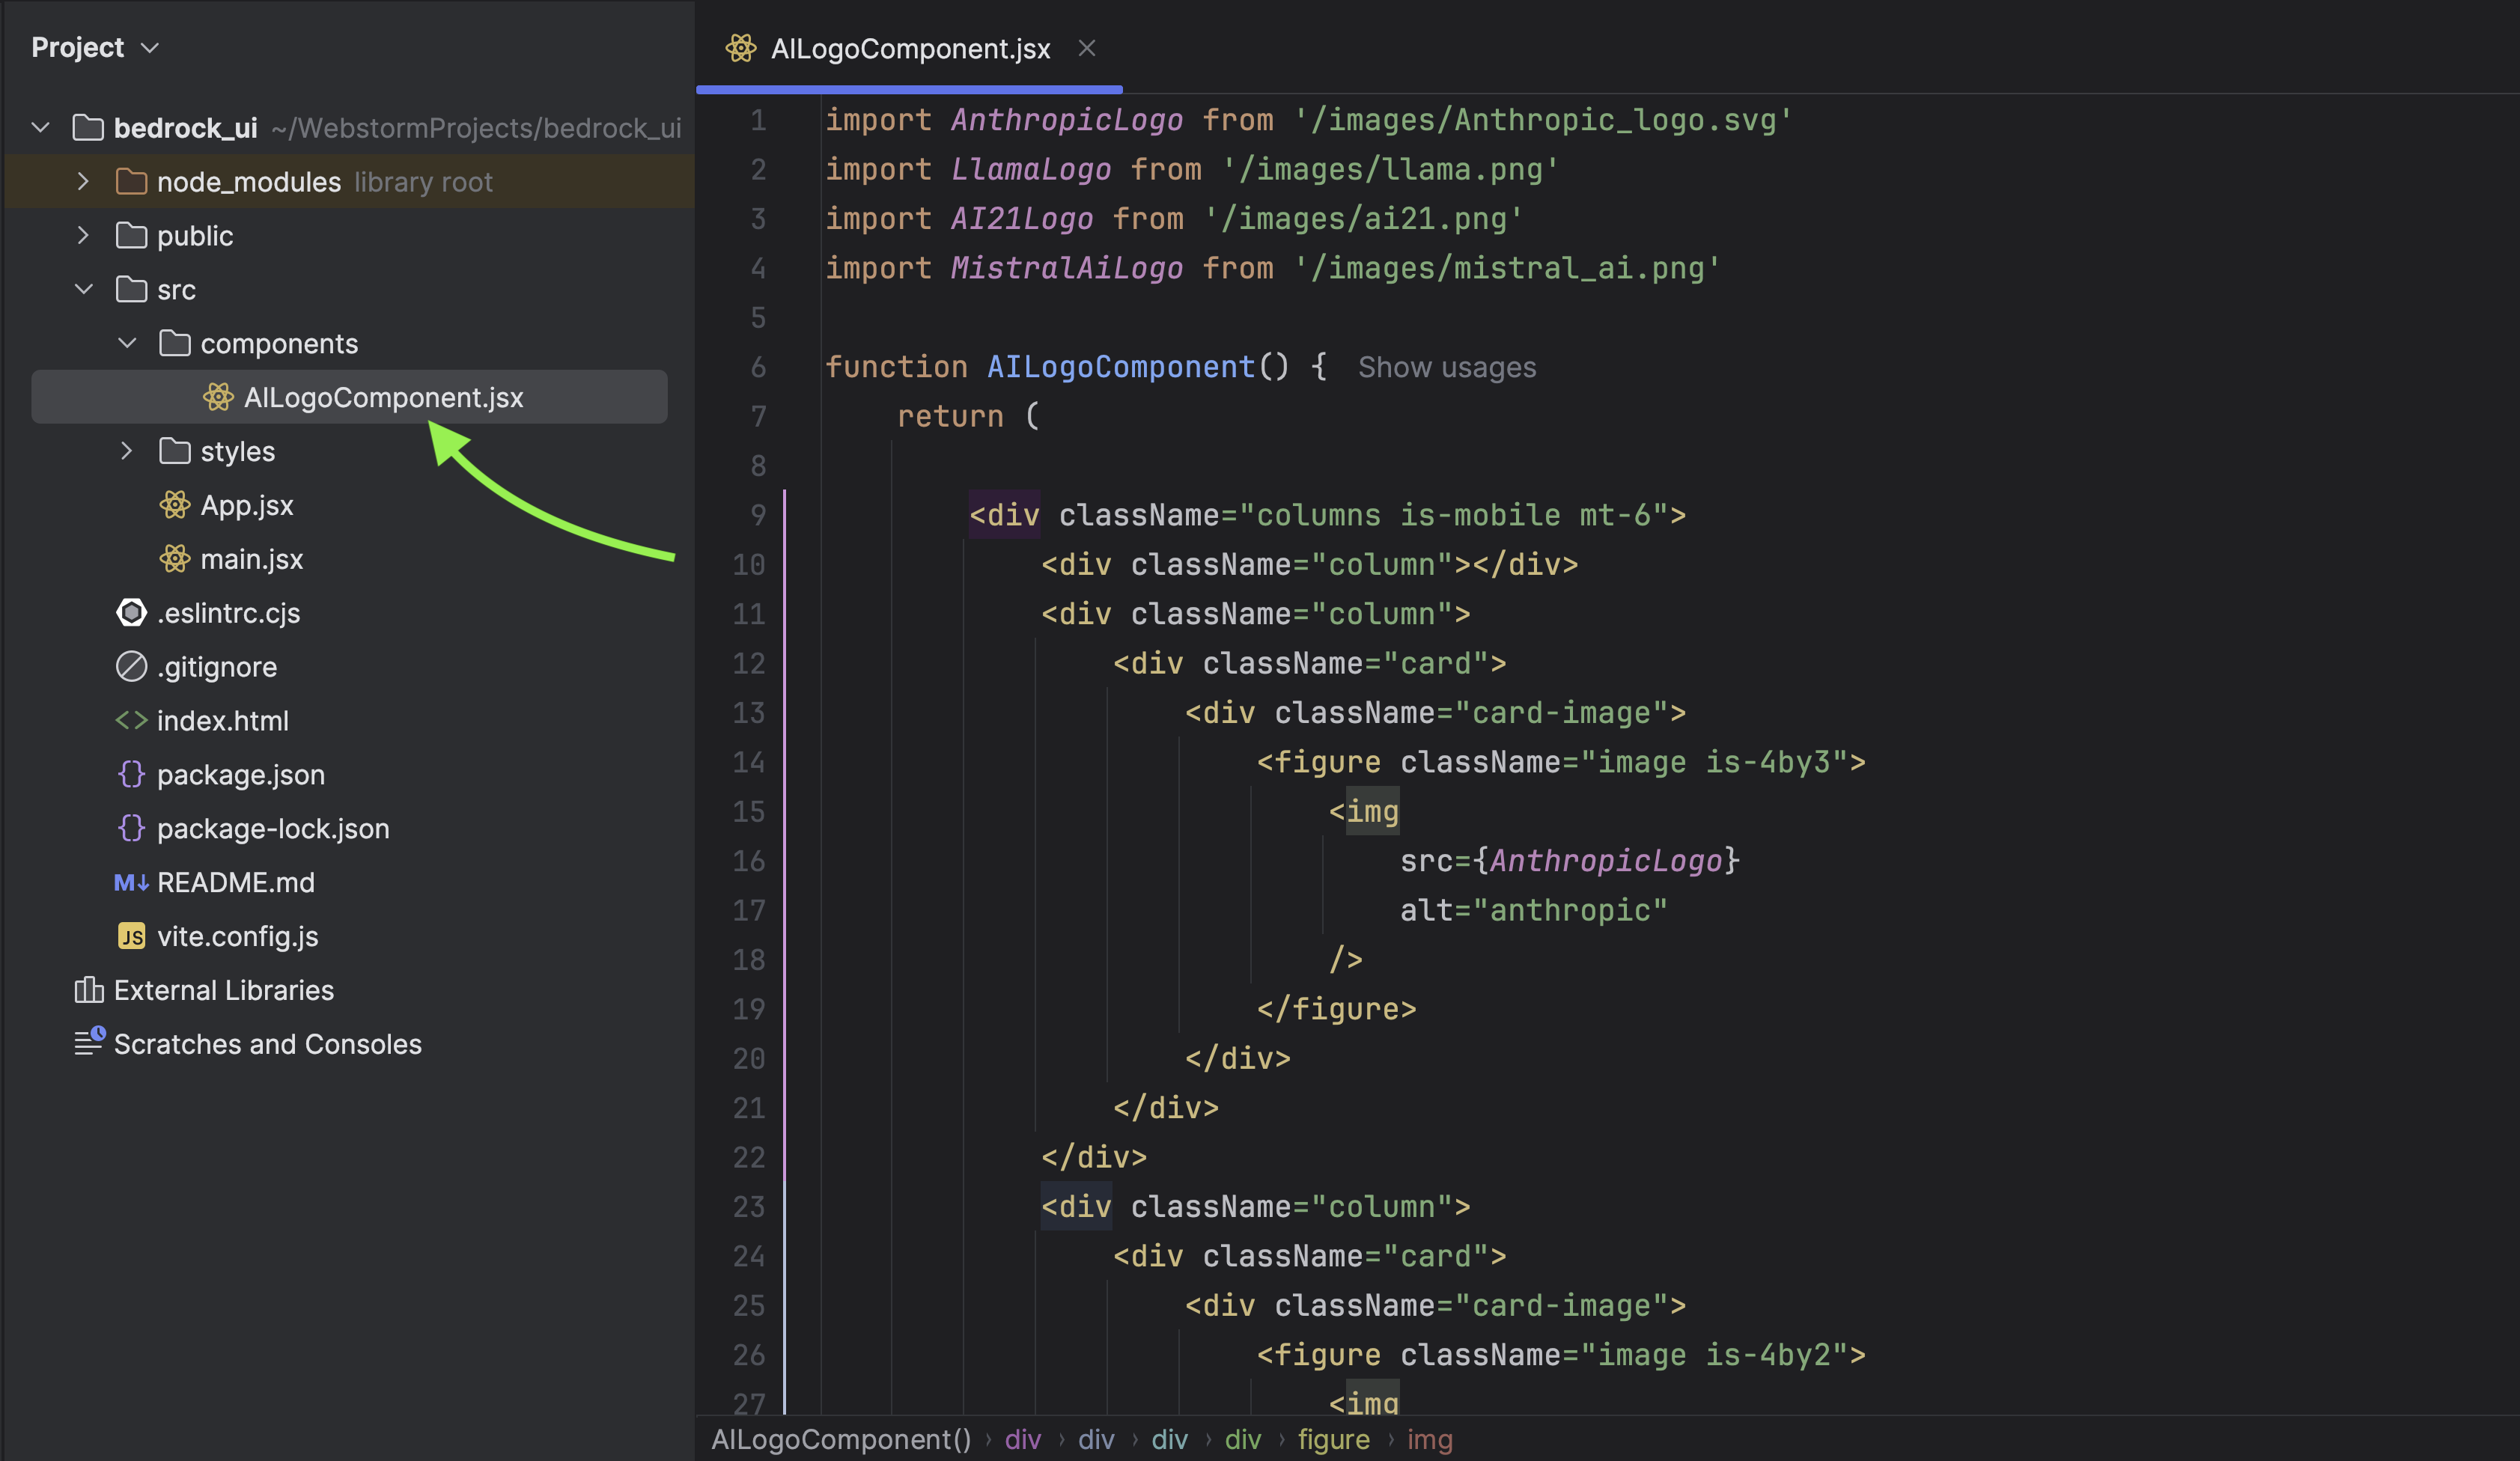 Project
bedrock_ui ~/WebstormProjects/bedrock_ui
node_modules library root
public
src
components
AILogoComponent.jsx
styles
App.jsx
main.jsx
.eslintrc.cjs
.gitignore
index.html
package.json
package-lock.json
README.md
vite.config.js
External Libraries
Scratches and Consoles
AILogoComponent.jsx
1 import AnthropicLogo from '/images/Anthropic_logo.svg'
2 import LlamaLogo from '/images/llama.png'
3 import AI21Logo from '/images/ai21.png'
4 import MistralAiLogo from '/images/mistral_ai.png'
5
6 function AILogoComponent() { Show usages
7 return (
8
9 <div className="columns is-mobile mt-6">
10 <div className="column"></div>
11 <div className="column">
12 <div className="card">
13 <div className="card-image">
14 <figure className="image is-4by3">
15 <img
16 src={AnthropicLogo}
17 alt="anthropic"
18 />
19 </figure>
20 </div>
21 </div>
22 </div>
23 <div className="column">
24 <div className="card">
25 <div className="card-image">
26 <figure className="image is-4by2">
27 <img
AILogoComponent() › div › div › div › div › figure › img